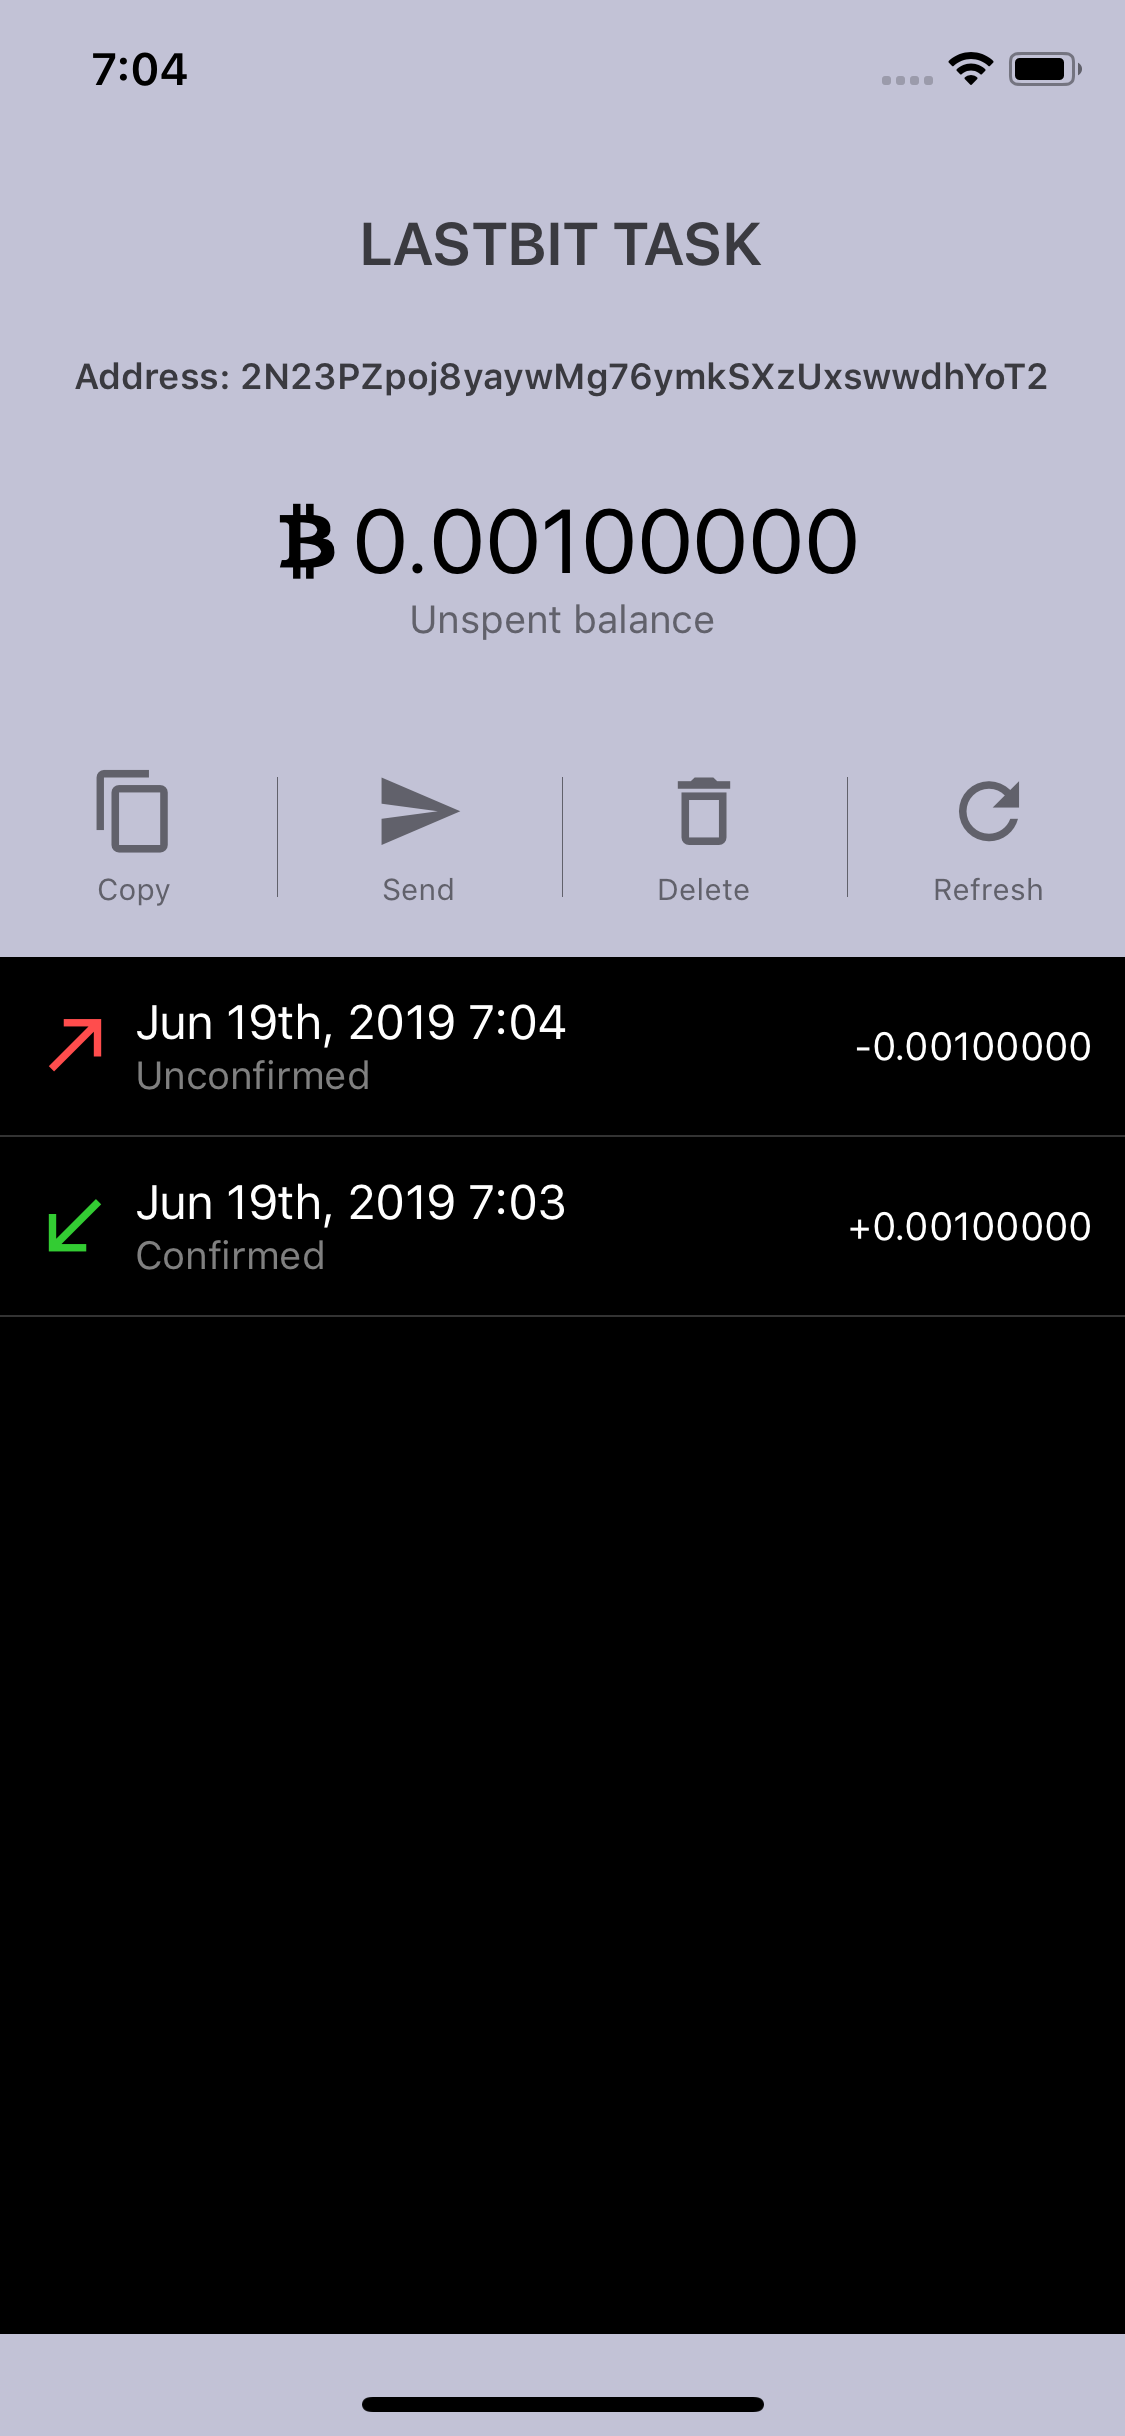 7:04
LASTBIT TASK
Address: 2N23PZpoj8yaywMg76ymkSXzUxswwdhYoT2
₿ 0.00100000
Unspent balance
Copy
Send
Delete
Refresh
Jun 19th, 2019 7:04
Unconfirmed
-0.00100000
Jun 19th, 2019 7:03
Confirmed
+0.00100000